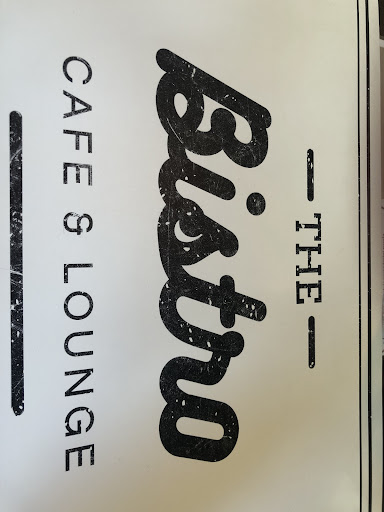 THE
Bistro
CAFE & LOUNGE